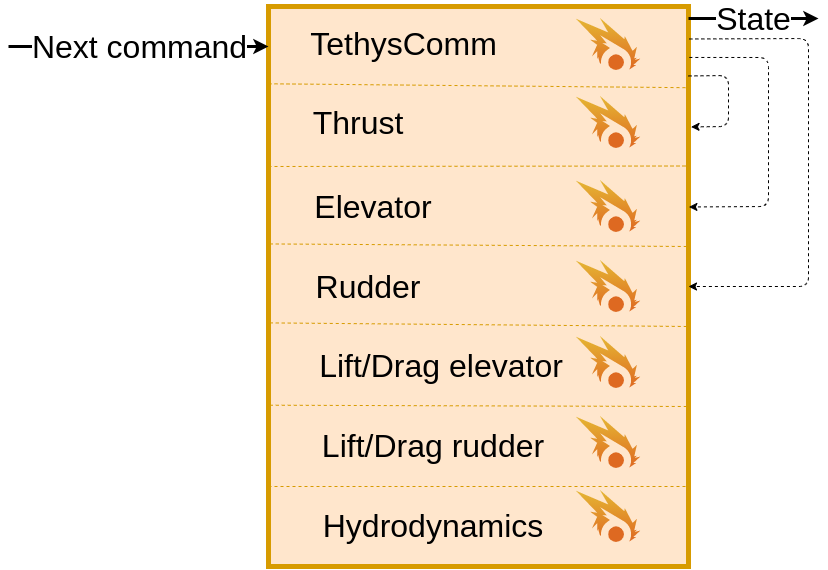 State
Next command
TethysComm
Thrust
Elevator
Rudder
Lift/Drag elevator
Lift/Drag rudder
Hydrodynamics